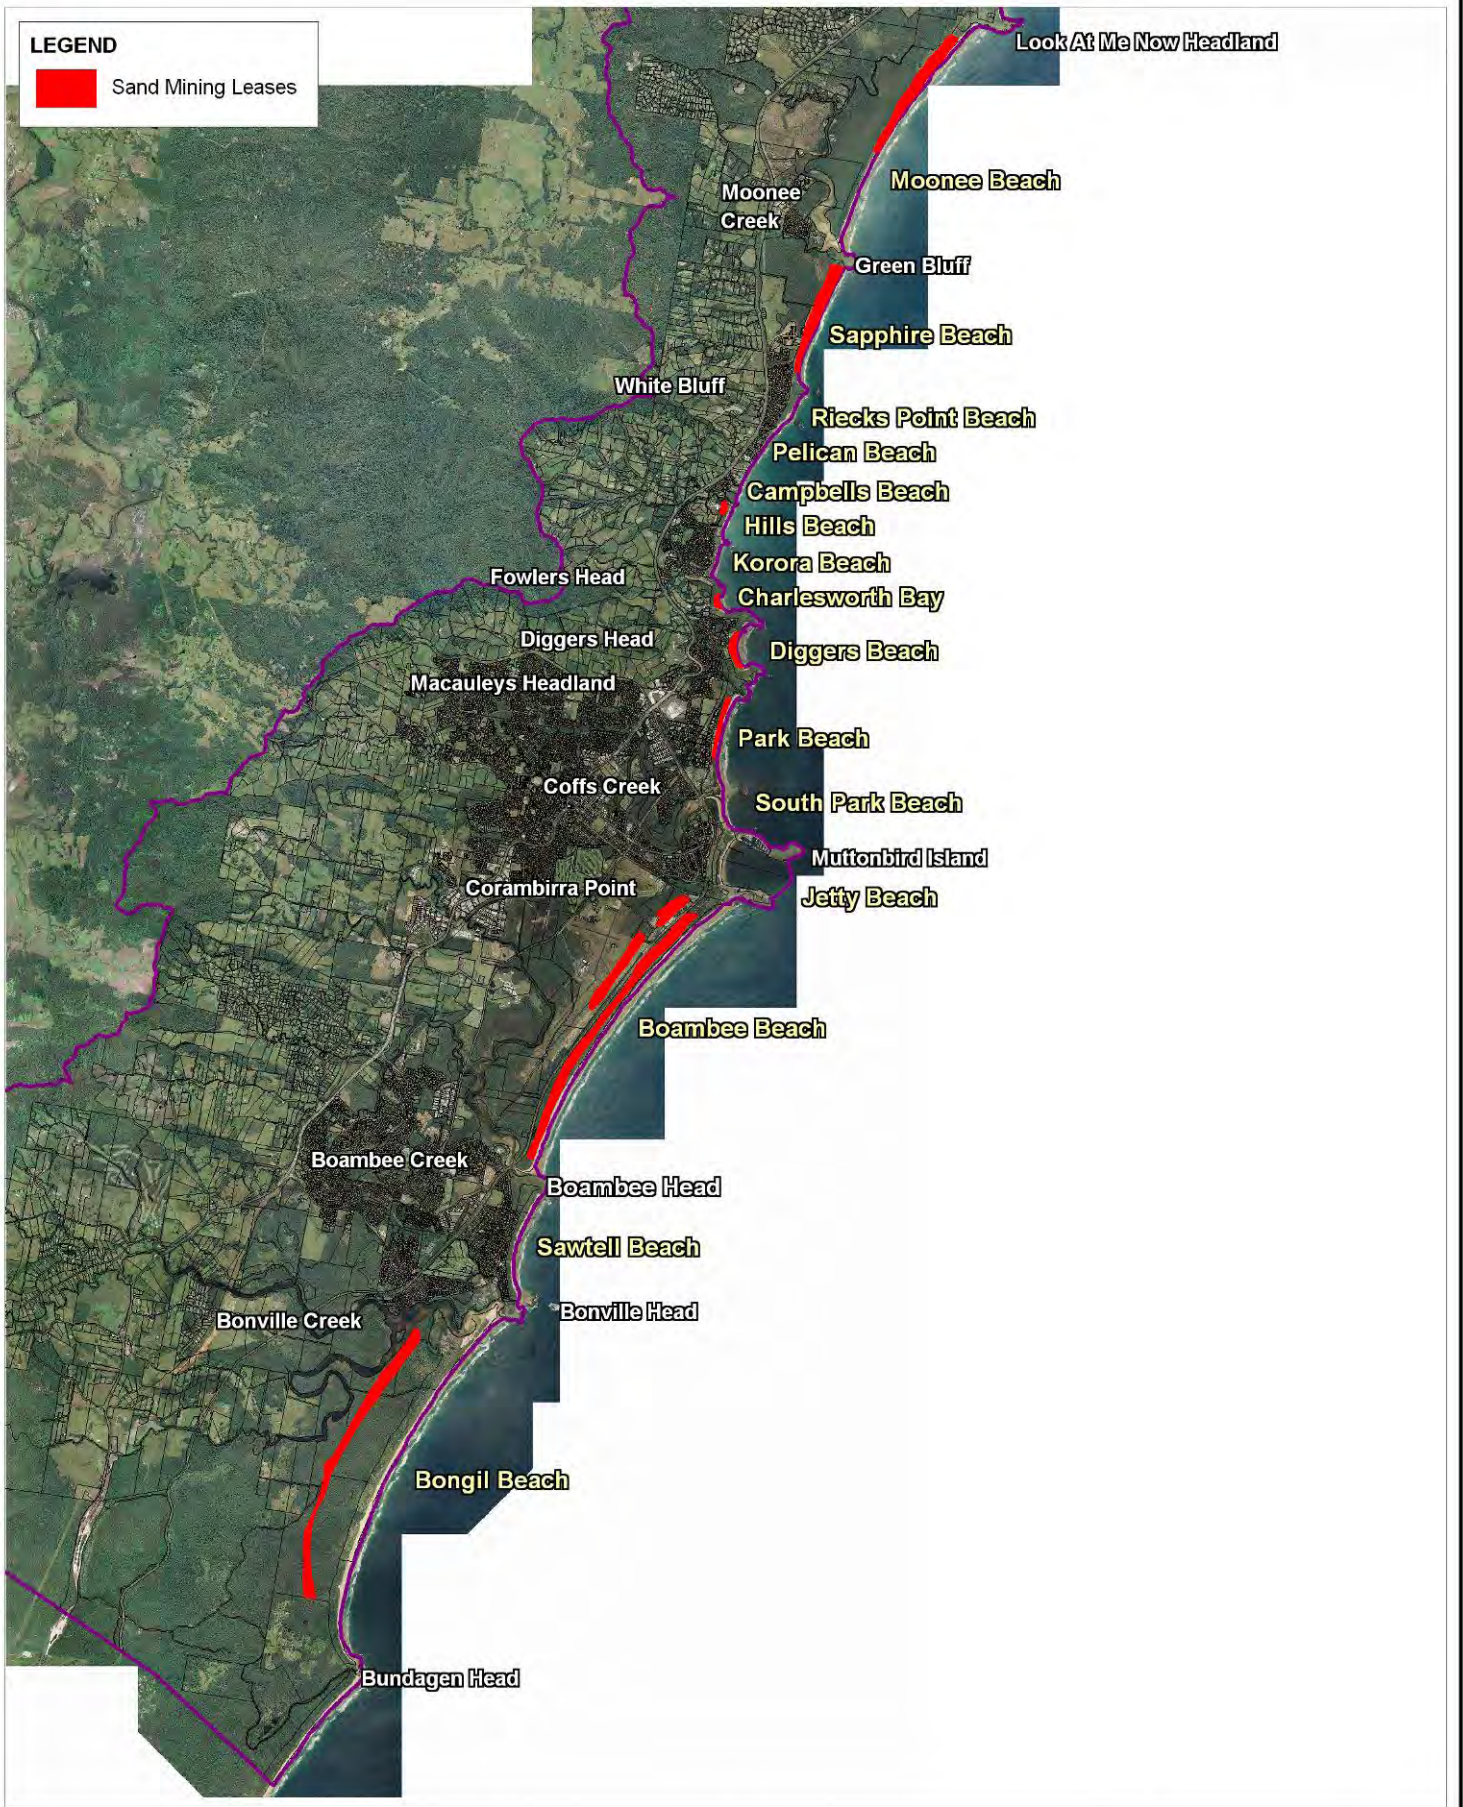 LEGEND
Sand Mining Leases
Look At Me Now Headland
Moonee Beach
Moonee
Creek
Green Bluff
Sapphire Beach
White Bluff
Riecks Point Beach
Pelican Beach
Campbells Beach
Hills Beach
Korora Beach
Fowlers Head
Charlesworth Bay
Diggers Head
Diggers Beach
Macauleys Headland
Park Beach
Coffs Creek
South Park Beach
Muttonbird Island
Corambirra Point
Jetty Beach
Boambee Beach
Boambee Creek
Boambee Head
Sawtell Beach
Bonville Head
Bonville Creek
Bongil Beach
Bundagen Head